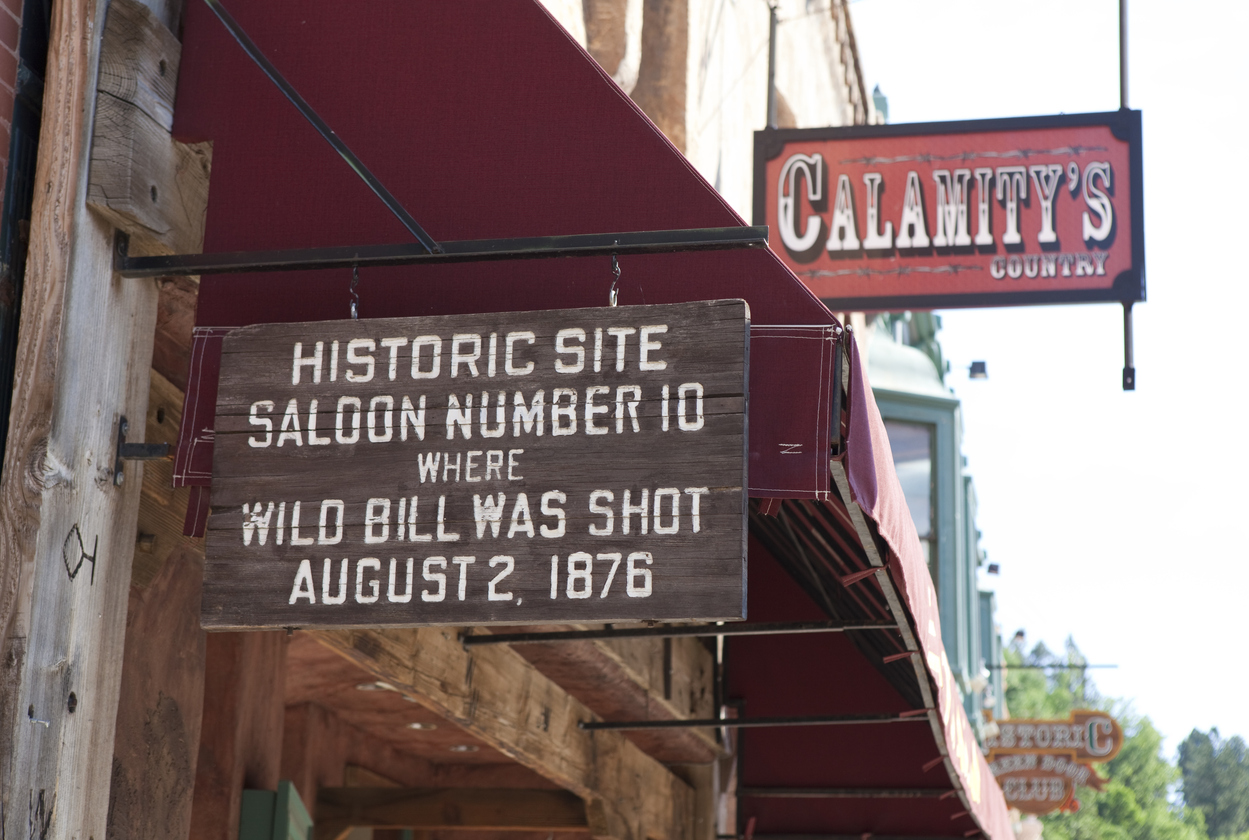 HISTORIC SITE
SALOON NUMBER 10
WHERE
WILD BILL WAS SHOT
AUGUST 2, 1876
CALAMITY'S
COUNTRY
CLUB